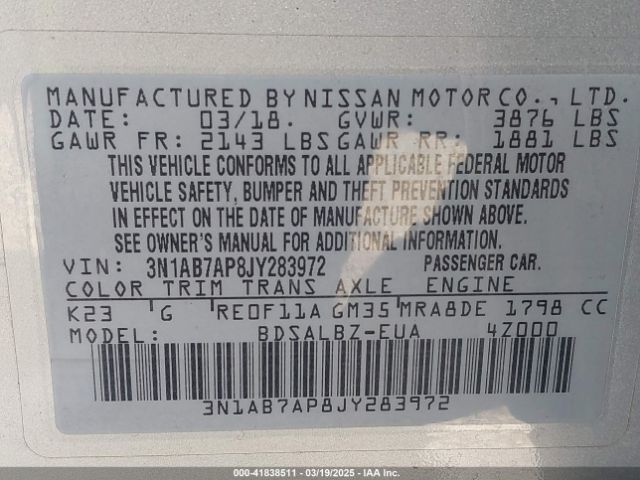 MANUFACTURED BY NISSAN MOTOR CO., LTD.
DATE: 03/18. GVWR: 3876 LBS
GAWR FR: 2143 LBS GAWR RR: 1881 LBS
THIS VEHICLE CONFORMS TO ALL APPLICABLE FEDERAL MOTOR
VEHICLE SAFETY, BUMPER AND THEFT PREVENTION STANDARDS
IN EFFECT ON THE DATE OF MANUFACTURE SHOWN ABOVE.
SEE OWNER'S MANUAL FOR ADDITIONAL INFORMATION.
VIN: 3N1AB7AP8JY283972 PASSENGER CAR.
COLOR TRIM TRANS AXLE ENGINE
K23 G RE0F11A GM35 MRA8DE 1798 CC
MODEL: BDSALBZ-EUA 4Z000
3N1AB7AP8JY283972
000-41838511 — 03/19/2025 — IAA Inc.